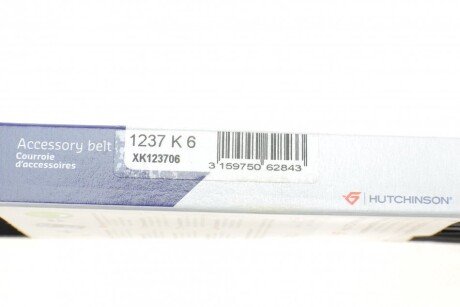 Accessory belt
Courroie
d'accessoires
1237 K 6
XK123706
3 159750 62843
HUTCHINSON®